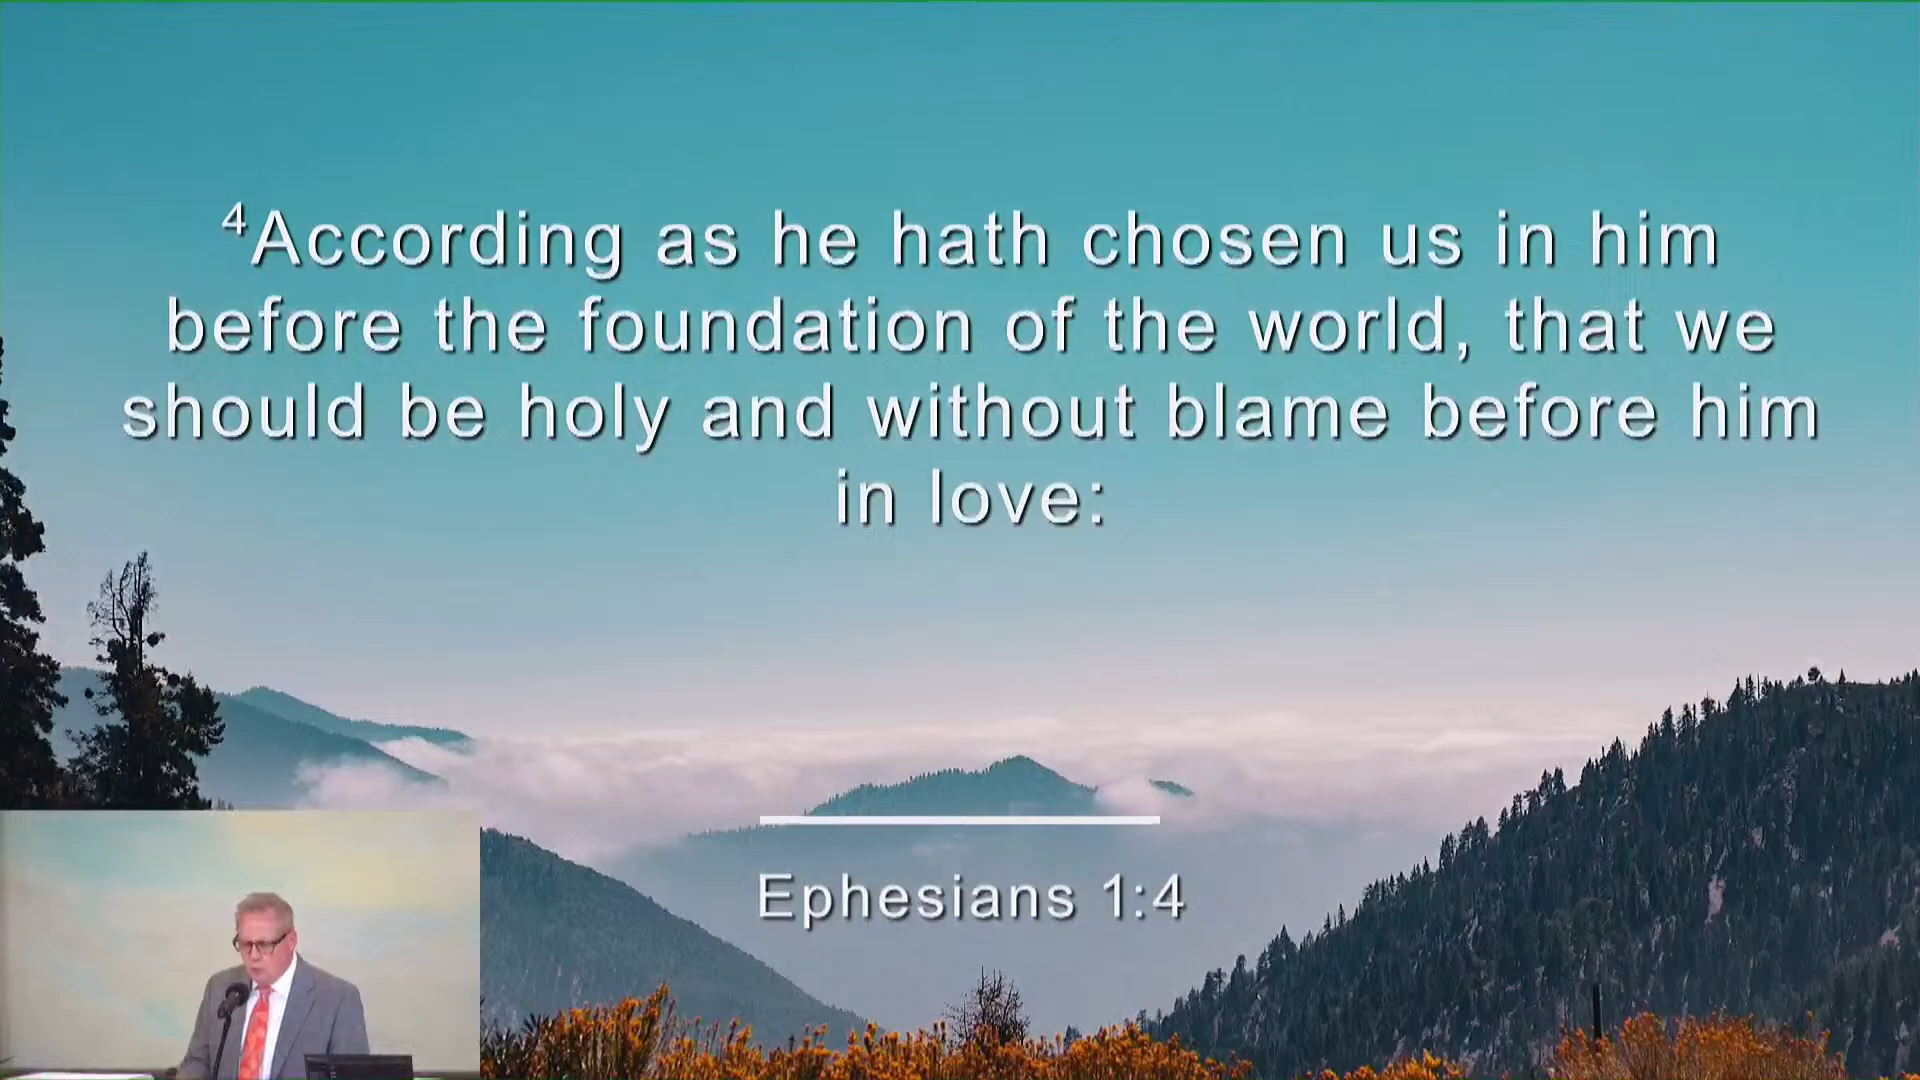 ⁴According as he hath chosen us in him
before the foundation of the world, that we
should be holy and without blame before him
in love:
Ephesians 1:4